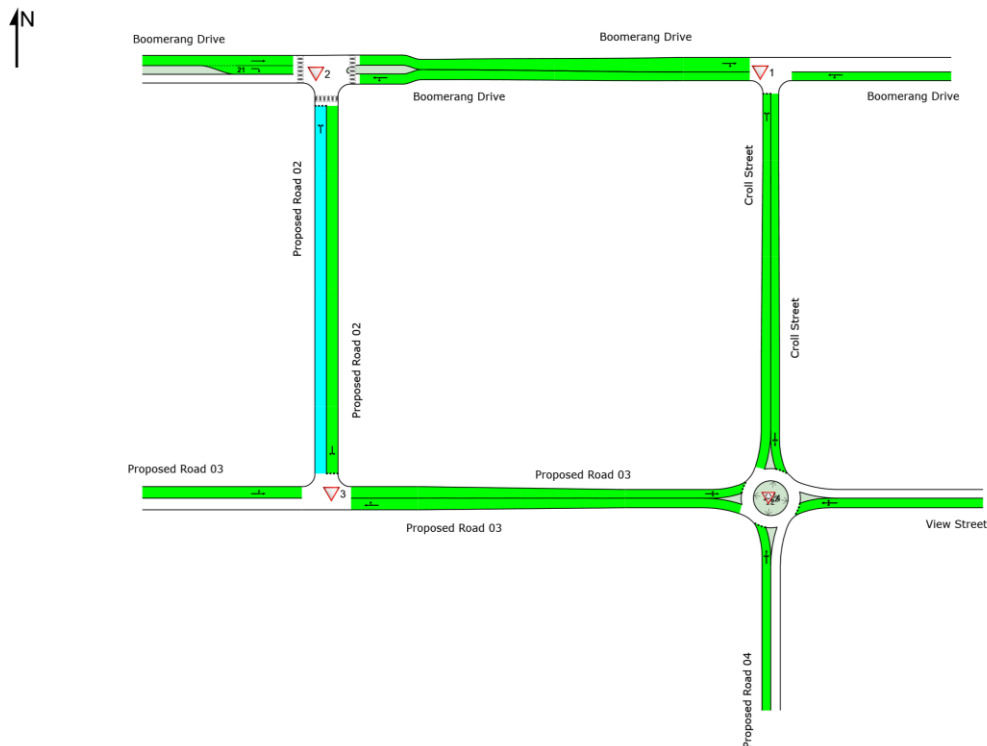 N
Boomerang Drive
Boomerang Drive
21
2
1
Boomerang Drive
Boomerang Drive
Proposed Road 02
Croll Street
Proposed Road 02
Croll Street
Proposed Road 03
Proposed Road 03
3
Proposed Road 03
View Street
Proposed Road 04